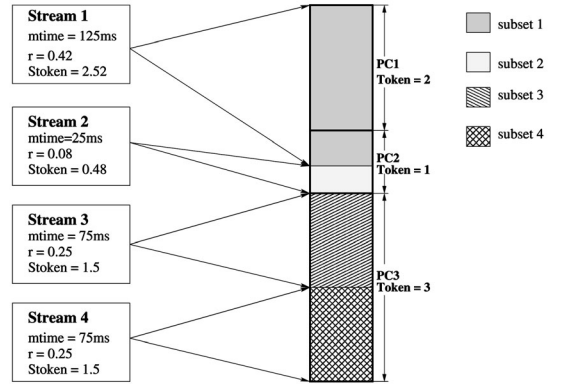 Stream 1
mtime = 125ms
r = 0.42
Stoken = 2.52
Stream 2
mtime=25ms
r = 0.08
Stoken = 0.48
Stream 3
mtime = 75ms
r = 0.25
Stoken = 1.5
Stream 4
mtime = 75ms
r = 0.25
Stoken = 1.5
PC1
Token = 2
PC2
Token = 1
PC3
Token = 3
subset 1
subset 2
subset 3
subset 4